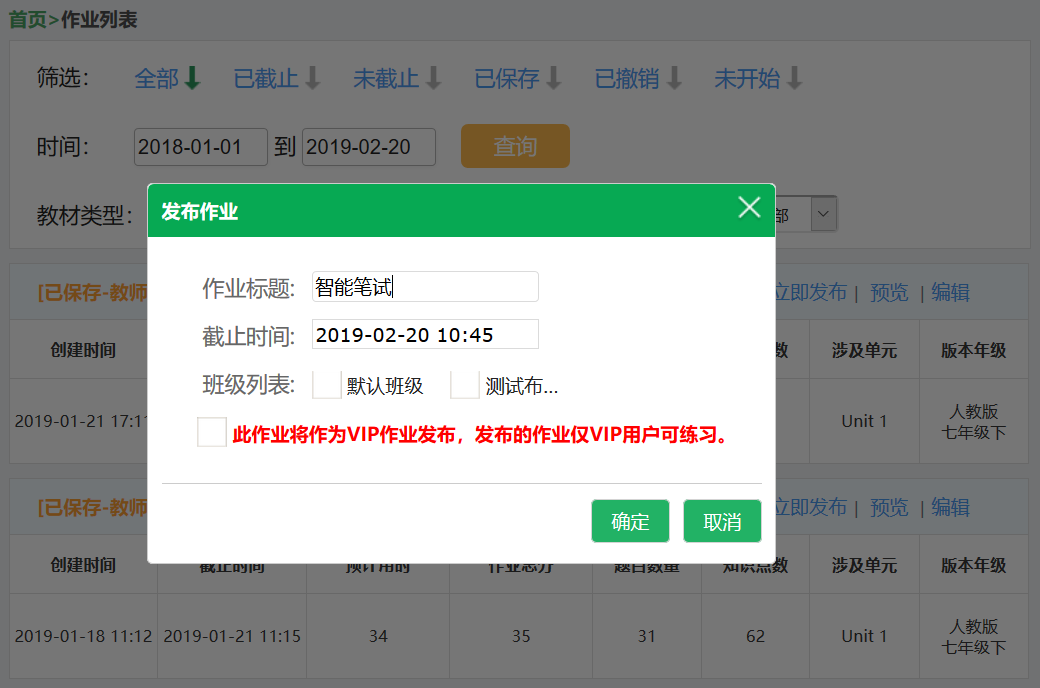 首页>作业列表
筛选: 全部 已截止 未截止 已保存 已撤销 未开始
时间: 2018-01-01 到 2019-02-20 查询
教材类型: 部
发布作业
作业标题: 智能笔试
截止时间: 2019-02-20 10:45
班级列表: 默认班级 测试布...
此作业将作为VIP作业发布，发布的作业仅VIP用户可练习。
确定 取消
[已保存-教师 立即发布 | 预览 | 编辑
创建时间 数 涉及单元 版本年级
2019-01-21 17:11 Unit 1 人教版
七年级下
[已保存-教师 立即发布 | 预览 | 编辑
创建时间 截止时间 预计用时 作业总分 题目数量 知识点数 涉及单元 版本年级
2019-01-18 11:12 2019-01-21 11:15 34 35 31 62 Unit 1 人教版
七年级下